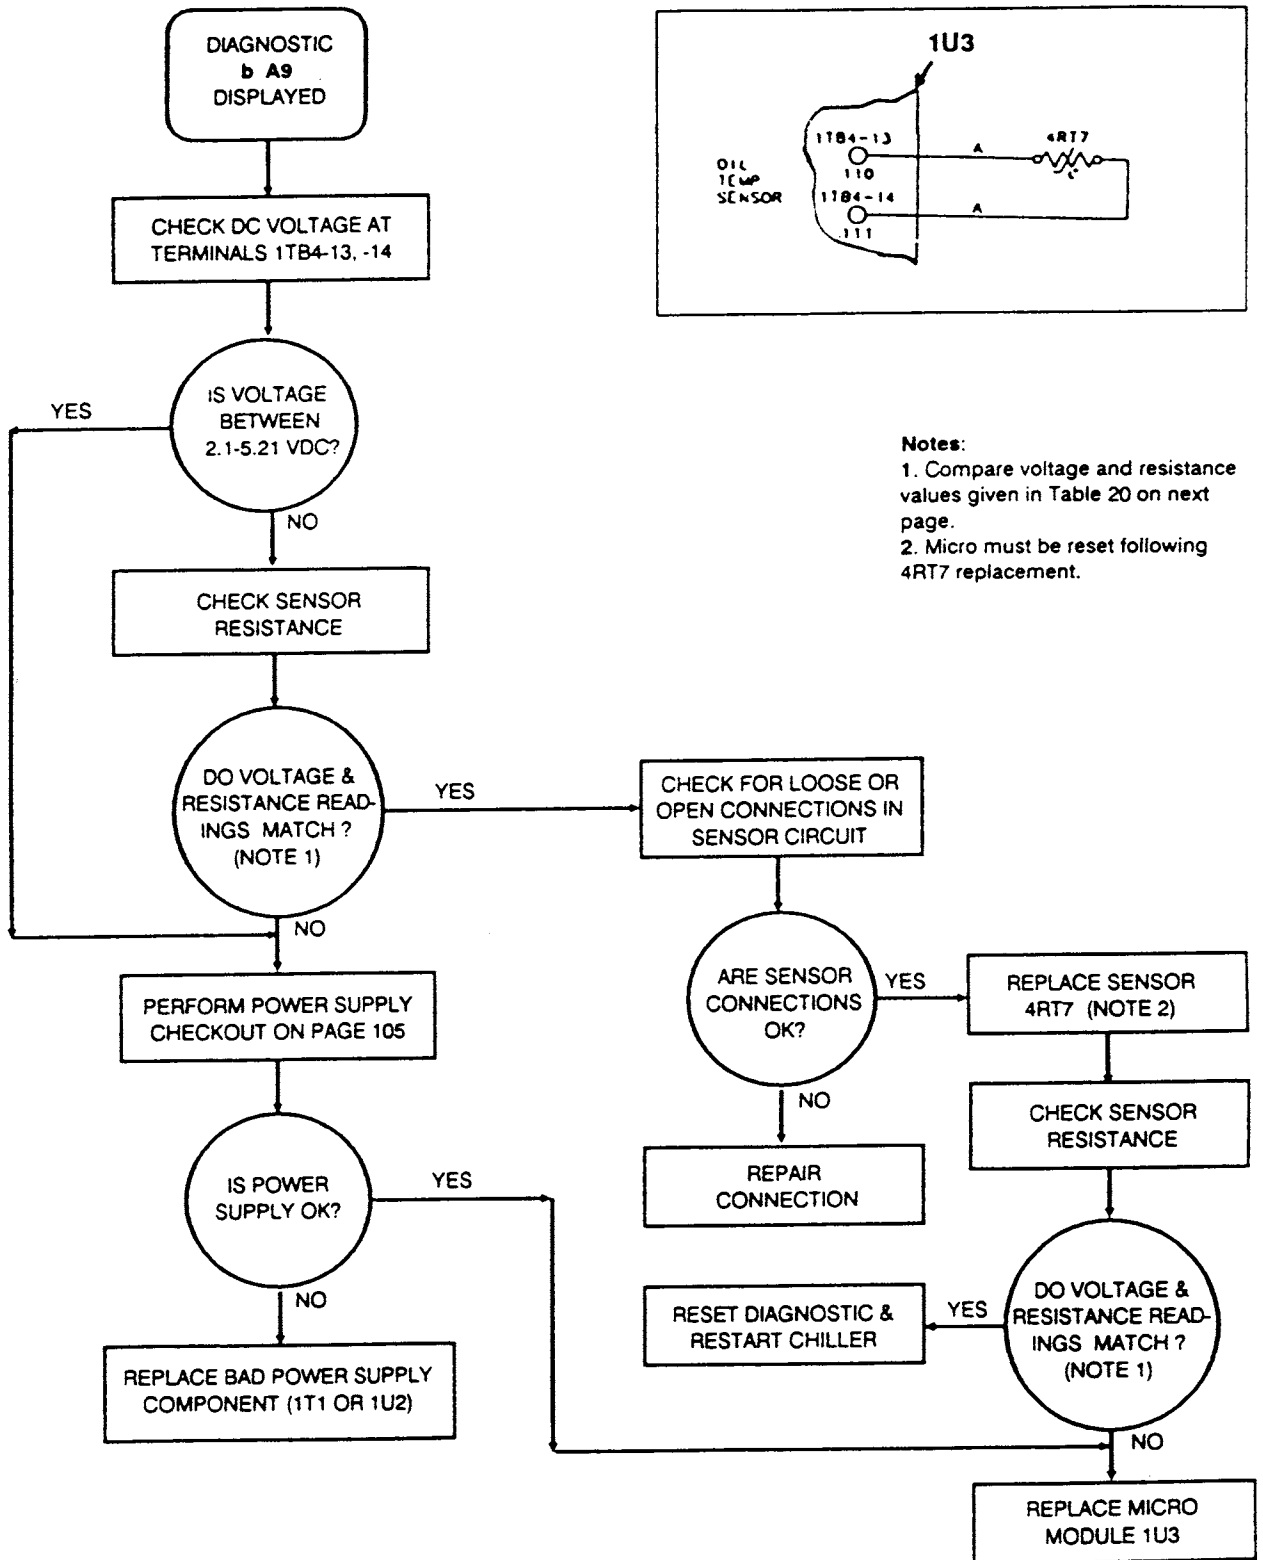 DIAGNOSTIC
b A9
DISPLAYED
CHECK DC VOLTAGE AT
TERMINALS 1TB4-13, -14
IS VOLTAGE
BETWEEN
2.1-5.21 VDC?
YES
NO
CHECK SENSOR
RESISTANCE
DO VOLTAGE &
RESISTANCE READ-
INGS MATCH ?
(NOTE 1)
YES
NO
PERFORM POWER SUPPLY
CHECKOUT ON PAGE 105
IS POWER
SUPPLY OK?
YES
NO
REPLACE BAD POWER SUPPLY
COMPONENT (1T1 OR 1U2)
1U3
1TB4-13
110
1TB4-14
111
OIL
TEMP
SENSOR
A
A
4RT7
Notes:
1. Compare voltage and resistance
values given in Table 20 on next
page.
2. Micro must be reset following
4RT7 replacement.
CHECK FOR LOOSE OR
OPEN CONNECTIONS IN
SENSOR CIRCUIT
ARE SENSOR
CONNECTIONS
OK?
YES
NO
REPAIR
CONNECTION
REPLACE SENSOR
4RT7 (NOTE 2)
CHECK SENSOR
RESISTANCE
DO VOLTAGE &
RESISTANCE READ-
INGS MATCH ?
(NOTE 1)
YES
RESET DIAGNOSTIC &
RESTART CHILLER
NO
REPLACE MICRO
MODULE 1U3